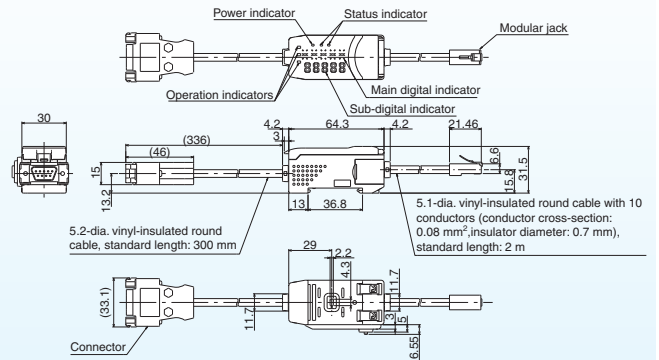 Power indicator
Status indicator
Modular jack
Operation indicators
Main digital indicator
Sub-digital indicator
30
4.2
64.3
4.2
21.46
3
(336)
(46)
15
13.2
6.6
15.8
31.5
13
36.8
5.2-dia. vinyl-insulated round
cable, standard length: 300 mm
5.1-dia. vinyl-insulated round cable with 10
conductors (conductor cross-section:
0.08 mm²,insulator diameter: 0.7 mm),
standard length: 2 m
29
2.2
4.3
(33.1)
11.7
11.7
3
5
6.55
Connector